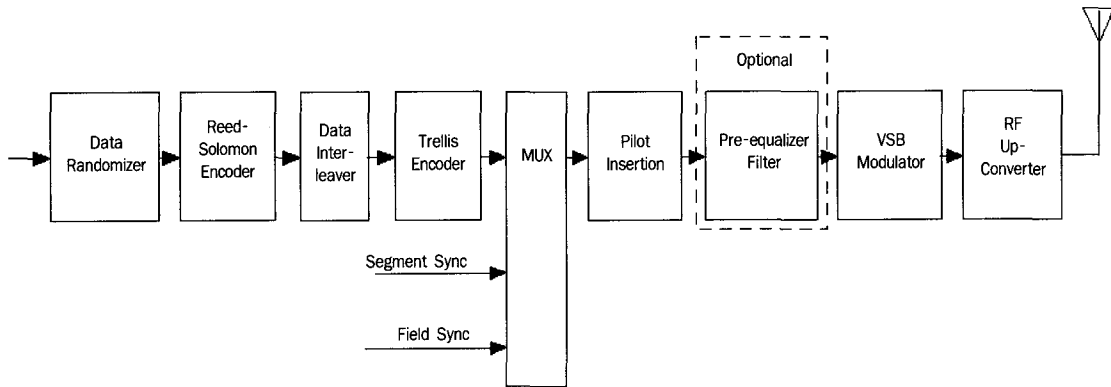 Optional
Data
Randomizer
Reed-
Solomon
Encoder
Data
Inter-
leaver
Trellis
Encoder
MUX
Pilot
Insertion
Pre-equalizer
Filter
VSB
Modulator
RF
Up-
Converter
Segment Sync
Field Sync